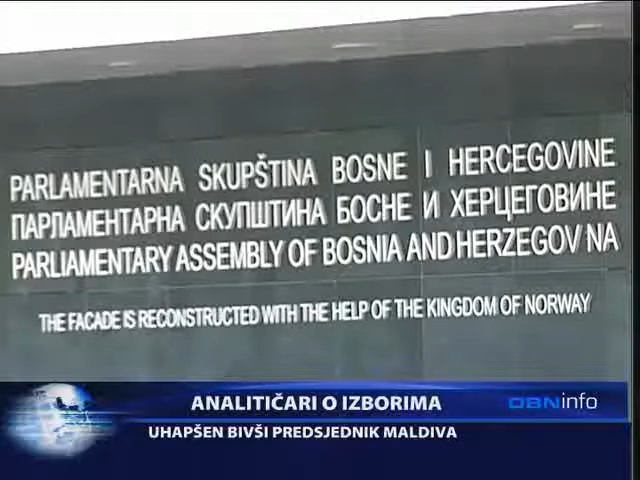 PARLAMENTARNA SKUPŠTINA BOSNE I HERCEGOVINE
ПАРЛАМЕНТАРНА СКУПШТИНА БОСНЕ И ХЕРЦЕГОВИНЕ
PARLIAMENTARY ASSEMBLY OF BOSNIA AND HERZEGOV NA
THE FACADE IS RECONSTRUCTED WITH THE HELP OF THE KINGDOM OF NORWAY
ANALITIČARI O IZBORIMA
OBNinfo
UHAPŠEN BIVŠI PREDSJEDNIK MALDIVA